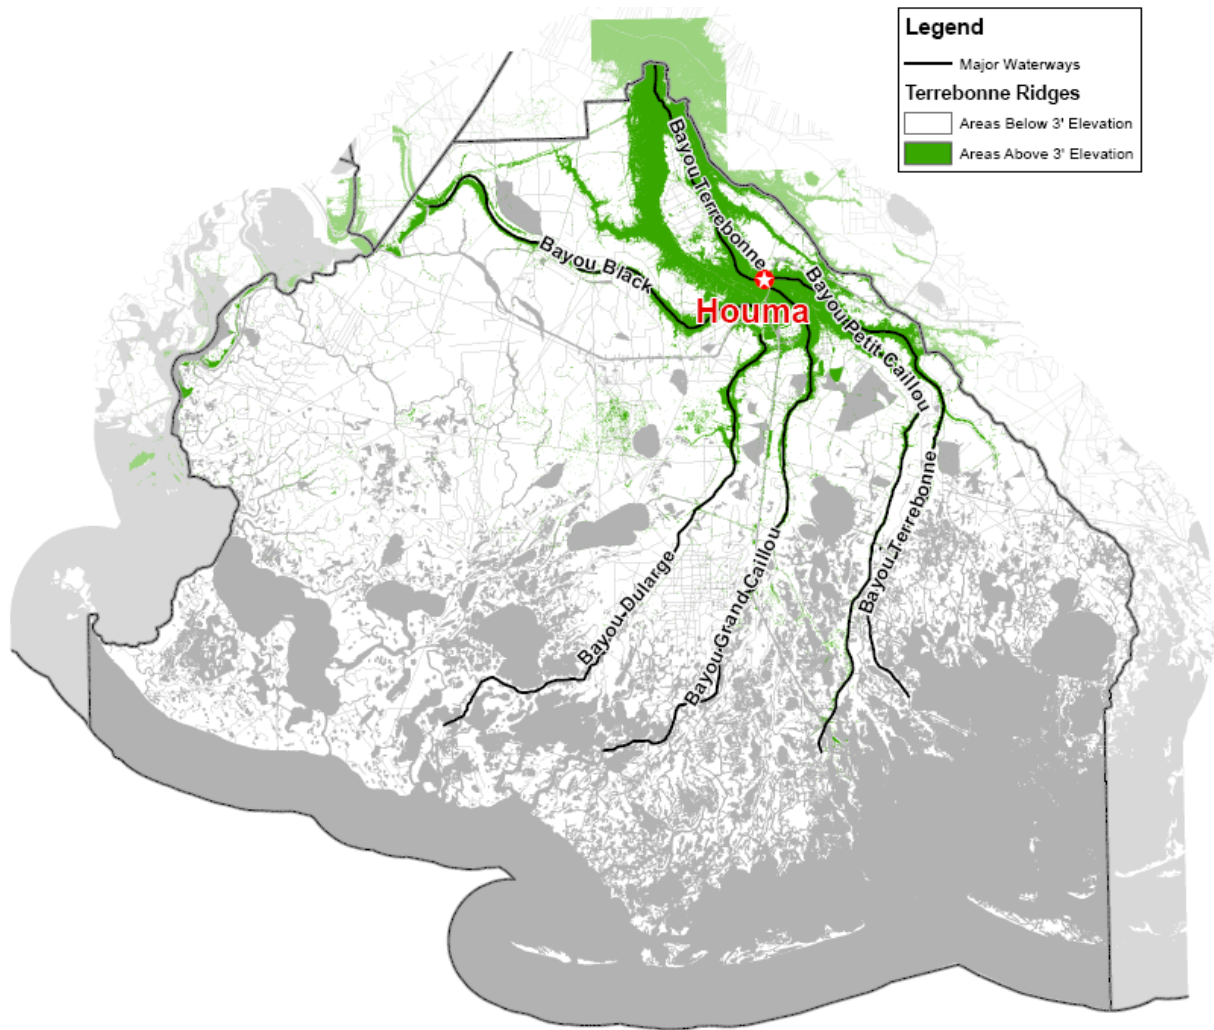 Legend
Major Waterways
Terrebonne Ridges
Areas Below 3' Elevation
Areas Above 3' Elevation
Bayou Terrebonne
Bayou Black
Houma
Bayou Petit Caillou
Bayou Dularge
Bayou Grand Caillou
Bayou Terrebonne